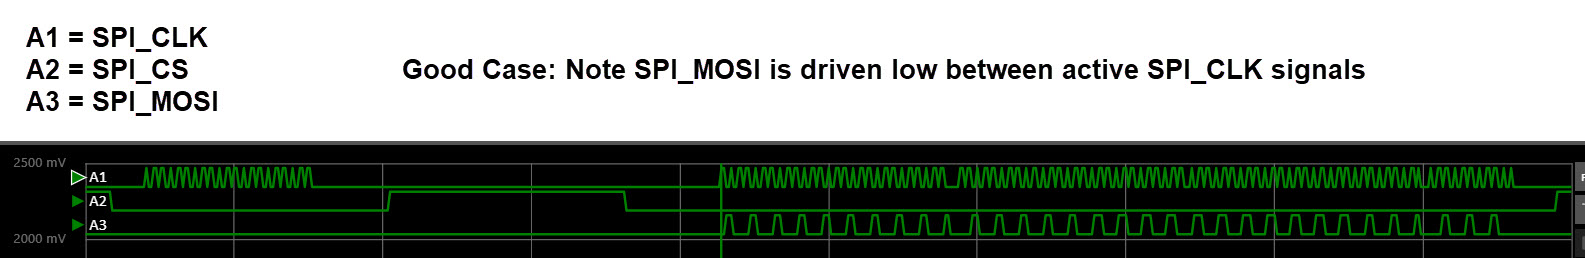 A1 = SPI_CLK
A2 = SPI_CS
Good Case: Note SPI_MOSI is driven low between active SPI_CLK signals
A3 = SPI_MOSI
2500 mV
A1
A2
A3
2000 mV